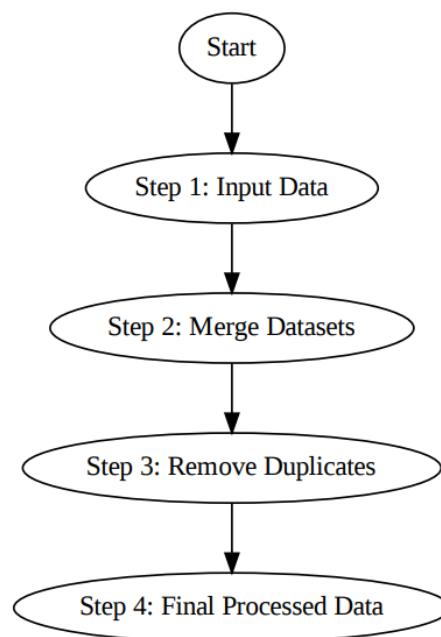 Start
Step 1: Input Data
Step 2: Merge Datasets
Step 3: Remove Duplicates
Step 4: Final Processed Data